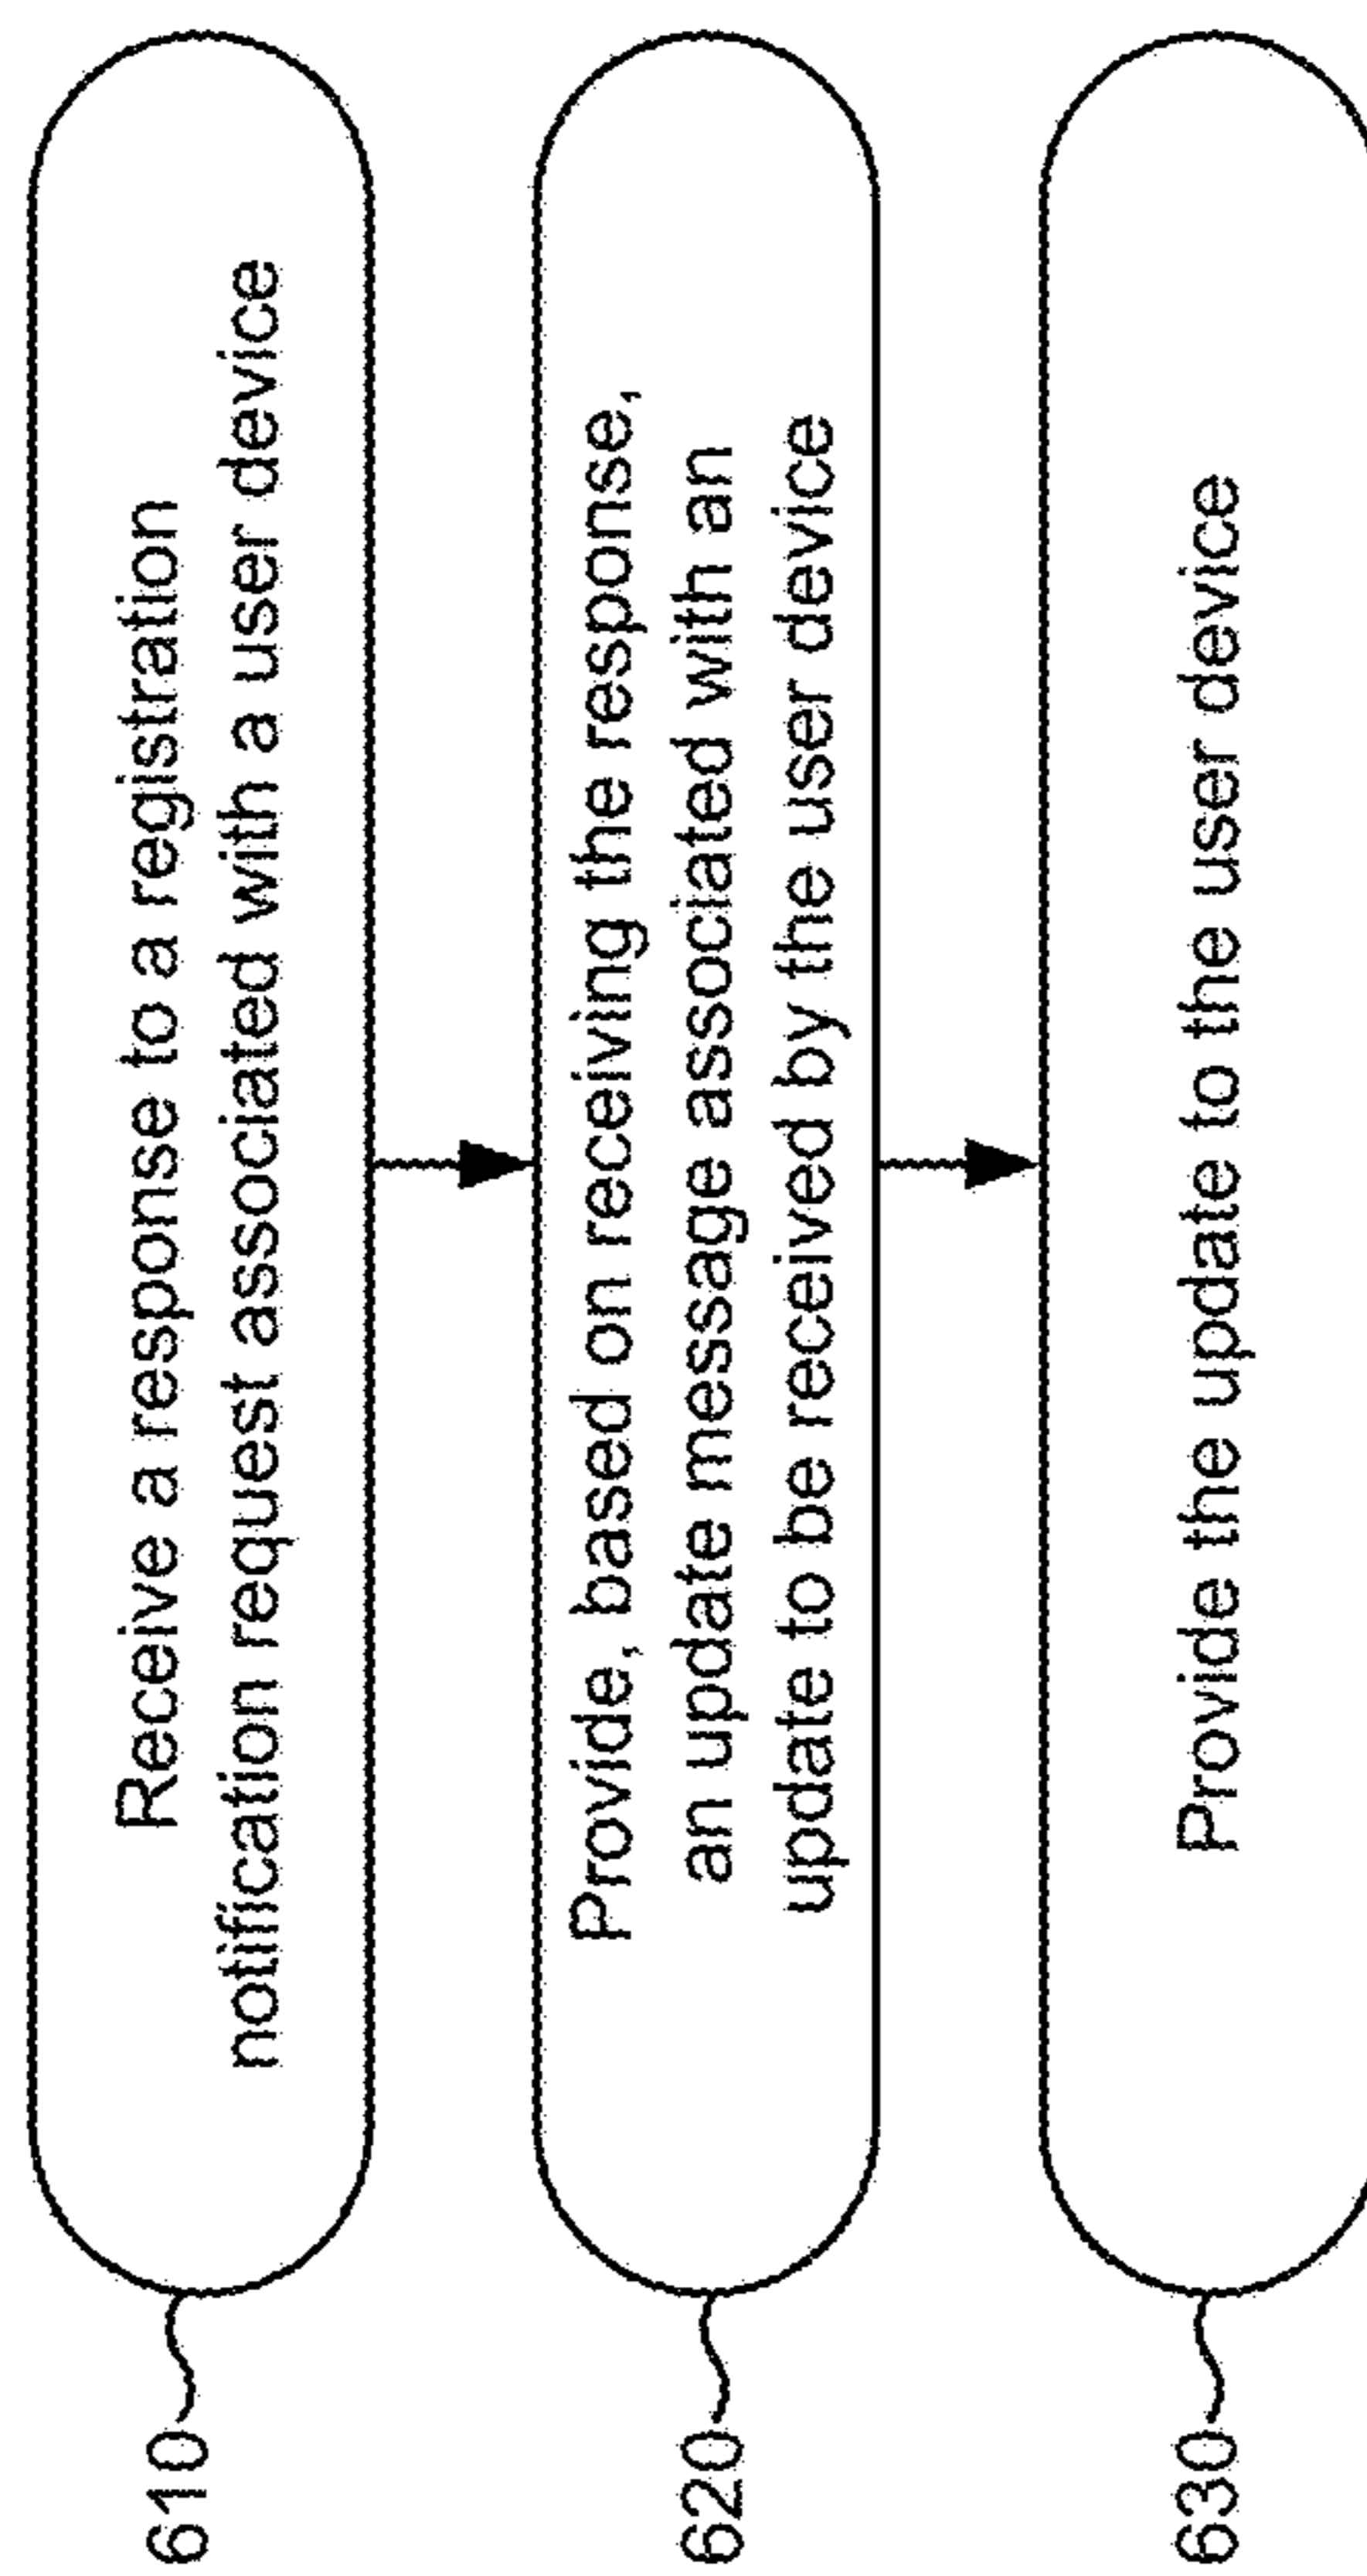 610
Receive a response to a registration
notification request associated with a user device
620
Provide, based on receiving the response,
an update message associated with an
update to be received by the user device
630
Provide the update to the user device